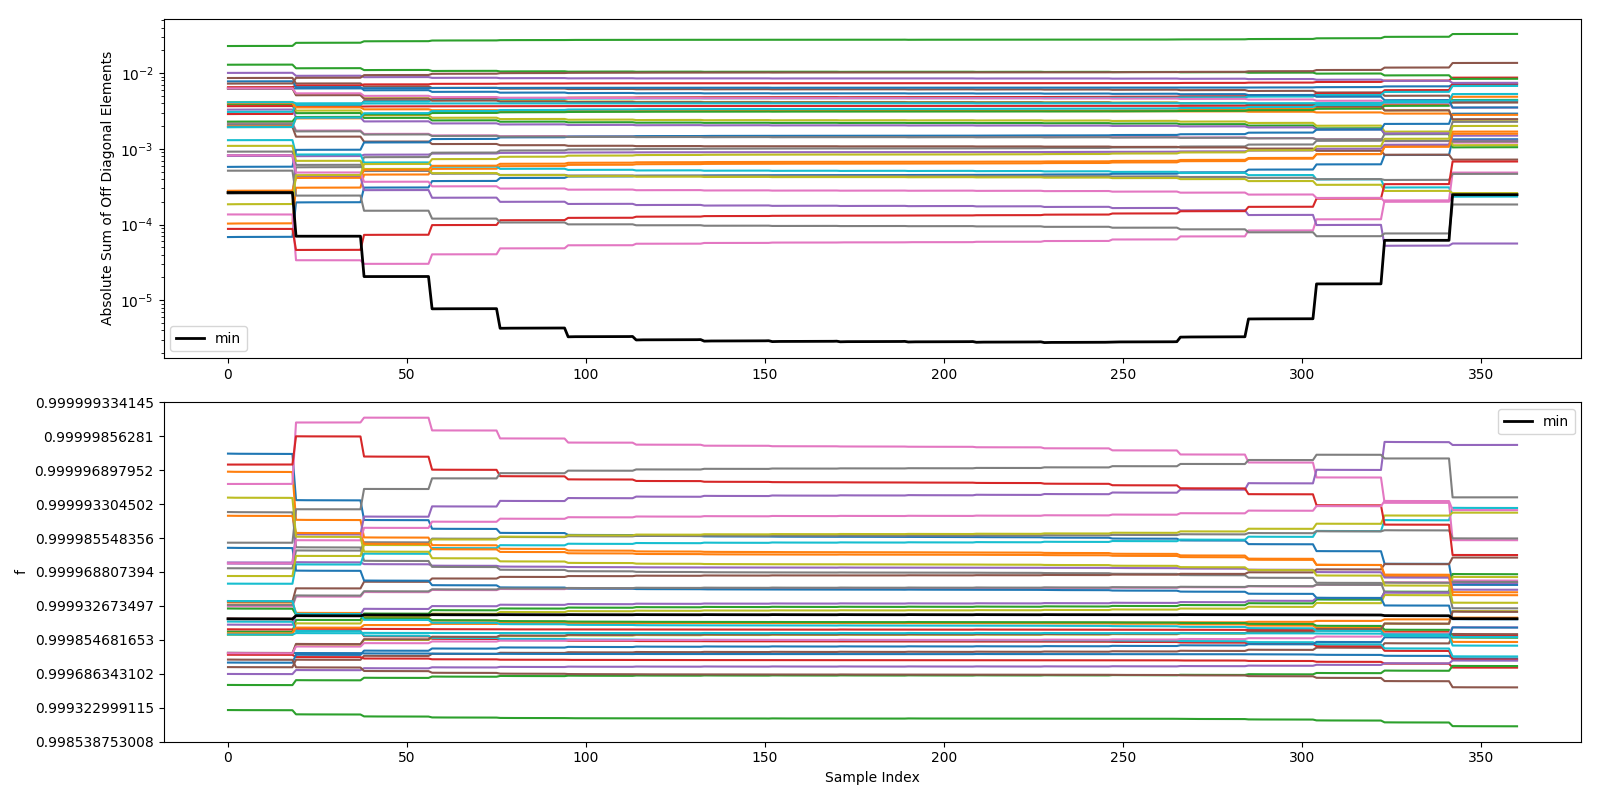 Absolute Sum of Off Diagonal Elements
10⁻²
10⁻³
10⁻⁴
10⁻⁵
min
0 50 100 150 200 250 300 350
f
0.999999334145
0.99999856281
0.999996897952
0.999993304502
0.999985548356
0.999968807394
0.999932673497
0.999854681653
0.999686343102
0.999322999115
0.998538753008
min
0 50 100 150 200 250 300 350
Sample Index